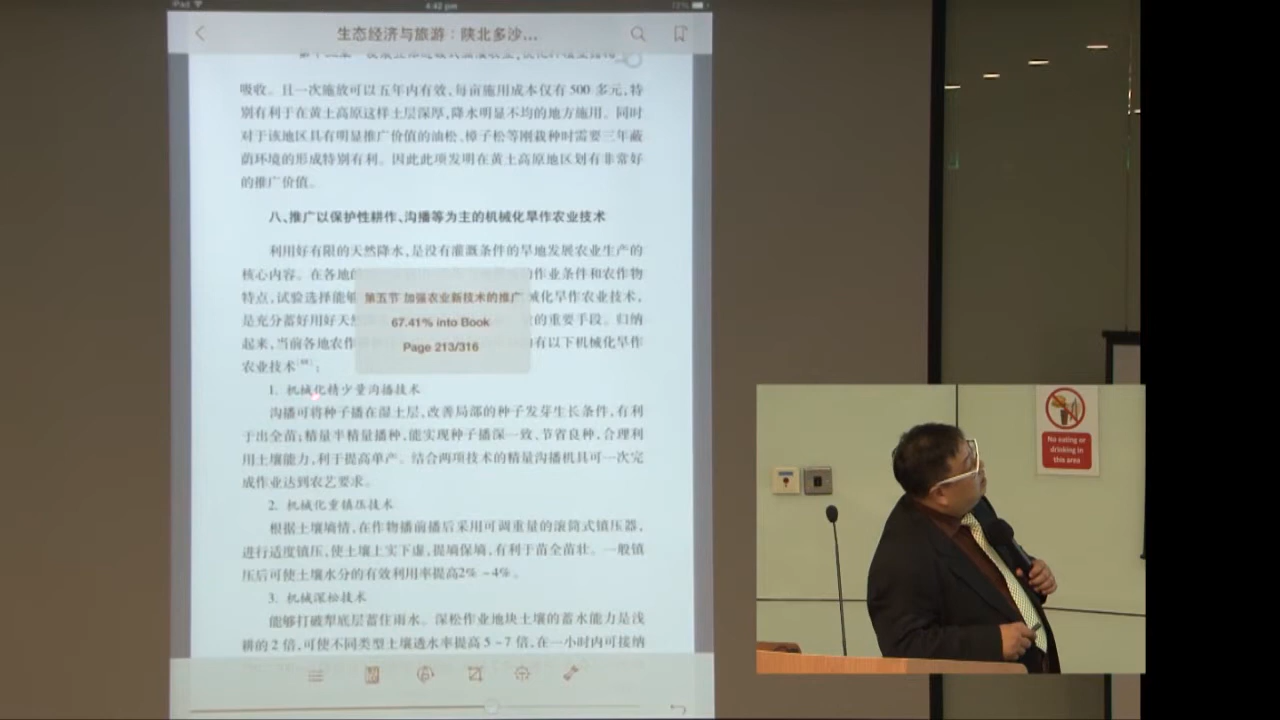 iPad
4:42 pm
72%
生态经济与旅游：陕北多沙...
吸收。且一次施放可以五年内有效,每亩施用成本仅有500多元,特
别有利于在黄土高原这样土层深厚,降水明显不均的地方施用。同时
对于该地区具有明显推广价值的油松、樟子松等刚栽种时需要三年蔽
荫环境的形成特别有利。因此此项发明在黄土高原地区划有非常好
的推广价值。
八、推广以保护性耕作、沟播等为主的机械化旱作农业技术
利用好有限的天然降水,是没有灌溉条件的旱地发展农业生产的
核心内容。在各地的 的作业条件和农作物
特点,试验选择能够 械化旱作农业技术,
是充分蓄好用好天然 的重要手段。归纳
起来,当前各地农作 有以下机械化旱作
农业技术 ：
第五节 加强农业新技术的推广
67.41% into Book
Page 213/316
1. 机械化精少量沟播技术
沟播可将种子播在湿土层,改善局部的种子发芽生长条件,有利
于出全苗;精量半精量播种,能实现种子播深一致、节省良种,合理利
用土壤能力,利于提高单产。结合两项技术的精量沟播机具可一次完
成作业达到农艺要求。
2. 机械化重镇压技术
根据土壤墒情,在作物播前播后采用可调重量的滚筒式镇压器,
进行适度镇压,使土壤上实下虚,提墒保墒,有利于苗全苗壮。一般镇
压后可使土壤水分的有效利用率提高2%-4%。
3. 机械深松技术
能够打破犁底层蓄住雨水。深松作业地块土壤的蓄水能力是浅
耕的2倍,可使不同类型土壤透水率提高5-7倍,在一小时内可接纳
No eating or
drinking in
this area